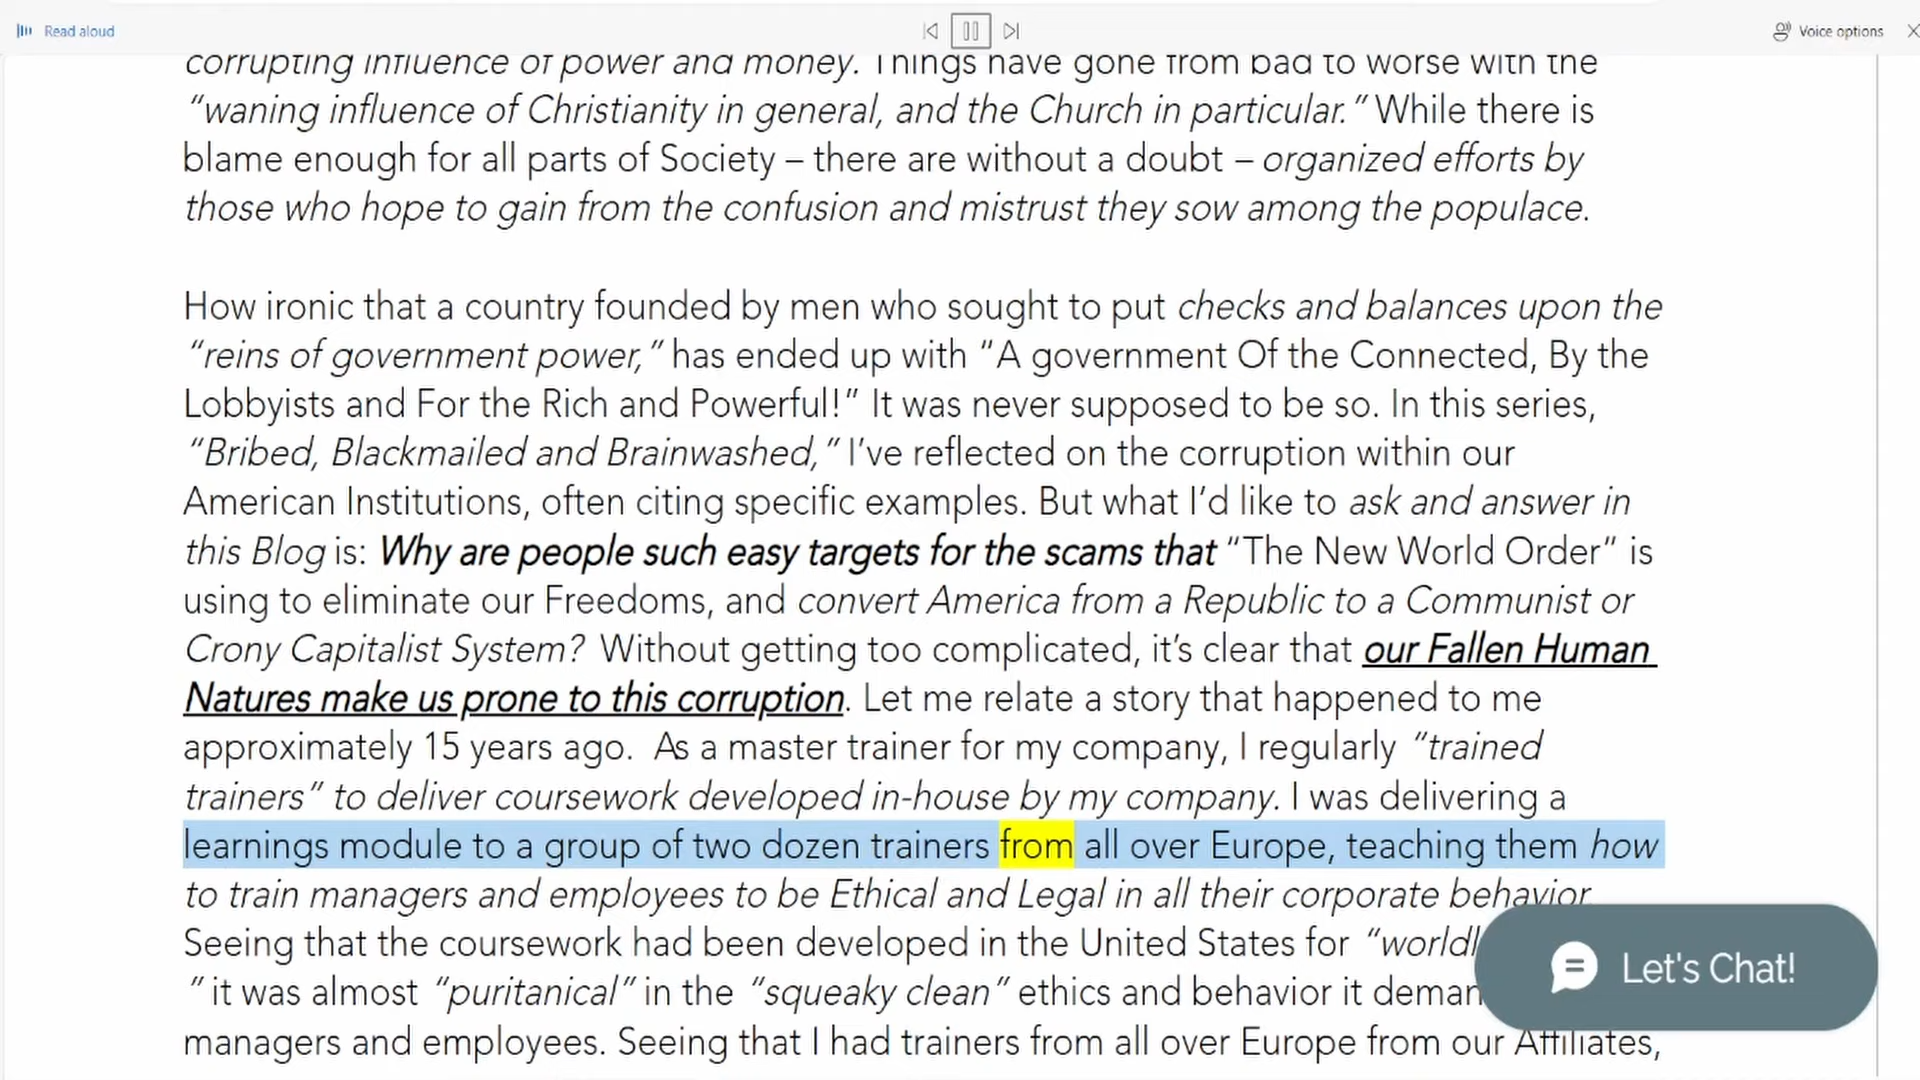 Read aloud
Voice options
corrupting influence of power and money. Things have gone from bad to worse with the
“waning influence of Christianity in general, and the Church in particular.” While there is
blame enough for all parts of Society – there are without a doubt – organized efforts by
those who hope to gain from the confusion and mistrust they sow among the populace.
How ironic that a country founded by men who sought to put checks and balances upon the
“reins of government power,” has ended up with “A government Of the Connected, By the
Lobbyists and For the Rich and Powerful!” It was never supposed to be so. In this series,
“Bribed, Blackmailed and Brainwashed,” I’ve reflected on the corruption within our
American Institutions, often citing specific examples. But what I’d like to ask and answer in
this Blog is: Why are people such easy targets for the scams that “The New World Order” is
using to eliminate our Freedoms, and convert America from a Republic to a Communist or
Crony Capitalist System? Without getting too complicated, it’s clear that our Fallen Human
Natures make us prone to this corruption. Let me relate a story that happened to me
approximately 15 years ago. As a master trainer for my company, I regularly “trained
trainers” to deliver coursework developed in-house by my company. I was delivering a
learnings module to a group of two dozen trainers from all over Europe, teaching them how
to train managers and employees to be Ethical and Legal in all their corporate behavior.
Seeing that the coursework had been developed in the United States for
” it was almost “puritanical” in the “squeaky clean” ethics and behavior it
managers and employees. Seeing that I had trainers from all over Europe from our Affiliates,
Let's Chat!